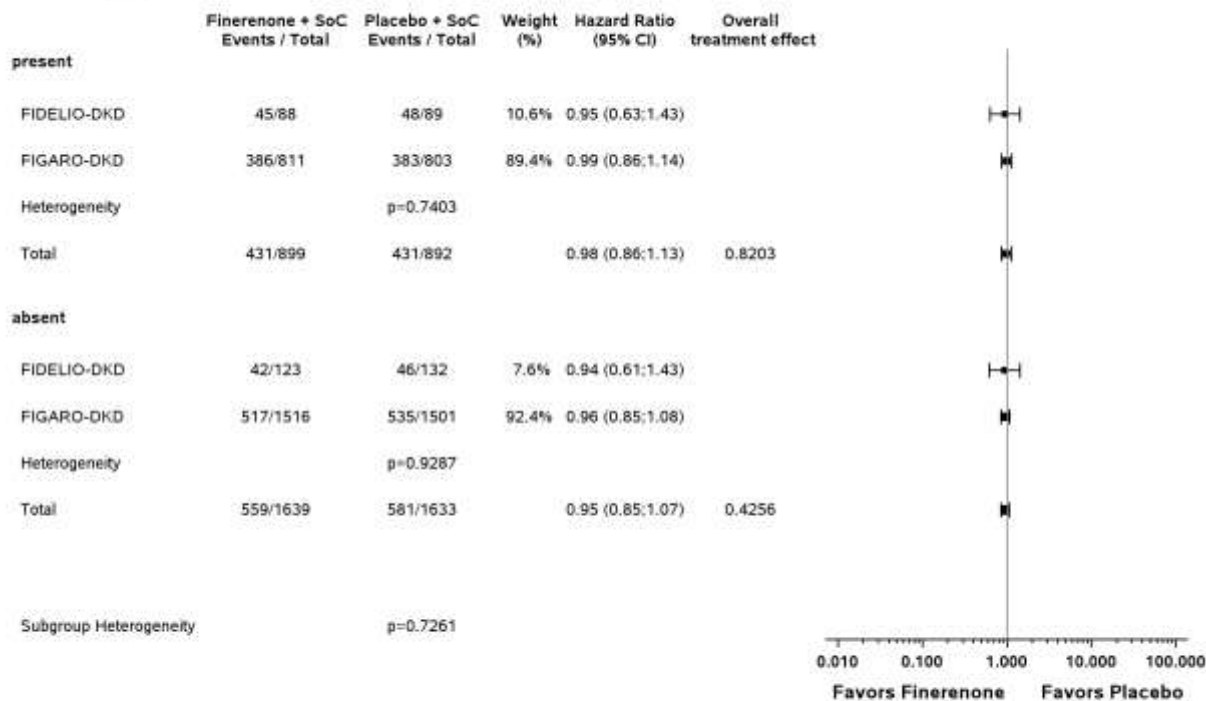 Finerenone + SoC Placebo + SoC Weight Hazard Ratio Overall
Events / Total Events / Total (%) (95% CI) treatment effect
present
FIDELIO-DKD 45/88 48/89 10.6% 0.95 (0.63;1.43)
FIGARO-DKD 386/811 383/803 89.4% 0.99 (0.86;1.14)
Heterogeneity p=0.7403
Total 431/899 431/892 0.98 (0.86;1.13) 0.8203
absent
FIDELIO-DKD 42/123 46/132 7.6% 0.94 (0.61;1.43)
FIGARO-DKD 517/1516 535/1501 92.4% 0.96 (0.85;1.08)
Heterogeneity p=0.9287
Total 559/1639 581/1633 0.95 (0.85;1.07) 0.4256
Subgroup Heterogeneity p=0.7261
0.010 0.100 1.000 10.000 100.000
Favors Finerenone Favors Placebo